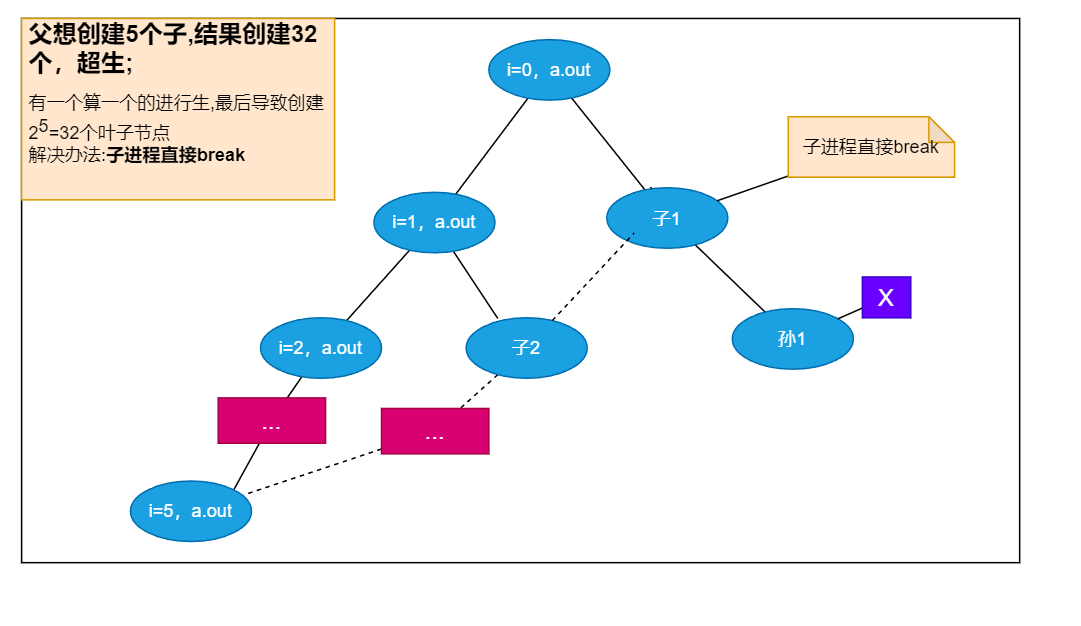 父想创建5个子,结果创建32
个，超生;
有一个算一个的进行生,最后导致创建
2⁵=32个叶子节点
解决办法:子进程直接break
i=0，a.out
子进程直接break
i=1，a.out
子1
X
i=2，a.out
子2
孙1
...
...
i=5，a.out